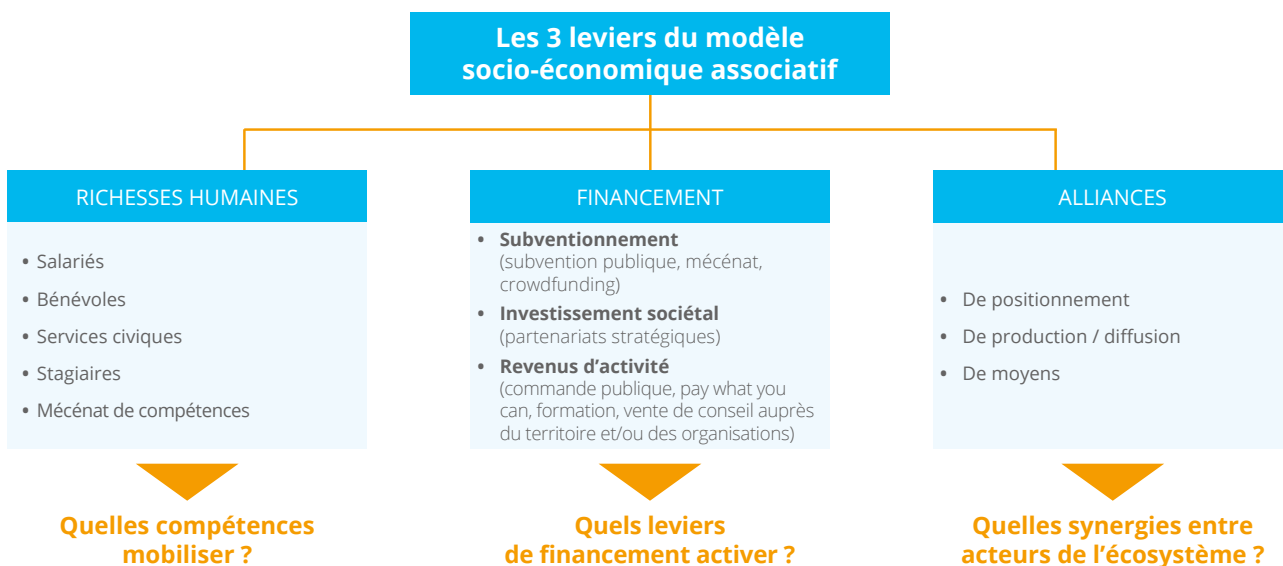 Les 3 leviers du modèle
socio-économique associatif
RICHESSES HUMAINES
• Salariés
• Bénévoles
• Services civiques
• Stagiaires
• Mécénat de compétences
Quelles compétences
mobiliser ?
FINANCEMENT
• Subventionnement
(subvention publique, mécénat,
crowdfunding)
• Investissement sociétal
(partenariats stratégiques)
• Revenus d’activité
(commande publique, pay what you
can, formation, vente de conseil auprès
du territoire et/ou des organisations)
Quels leviers
de financement activer ?
ALLIANCES
• De positionnement
• De production / diffusion
• De moyens
Quelles synergies entre
acteurs de l’écosystème ?